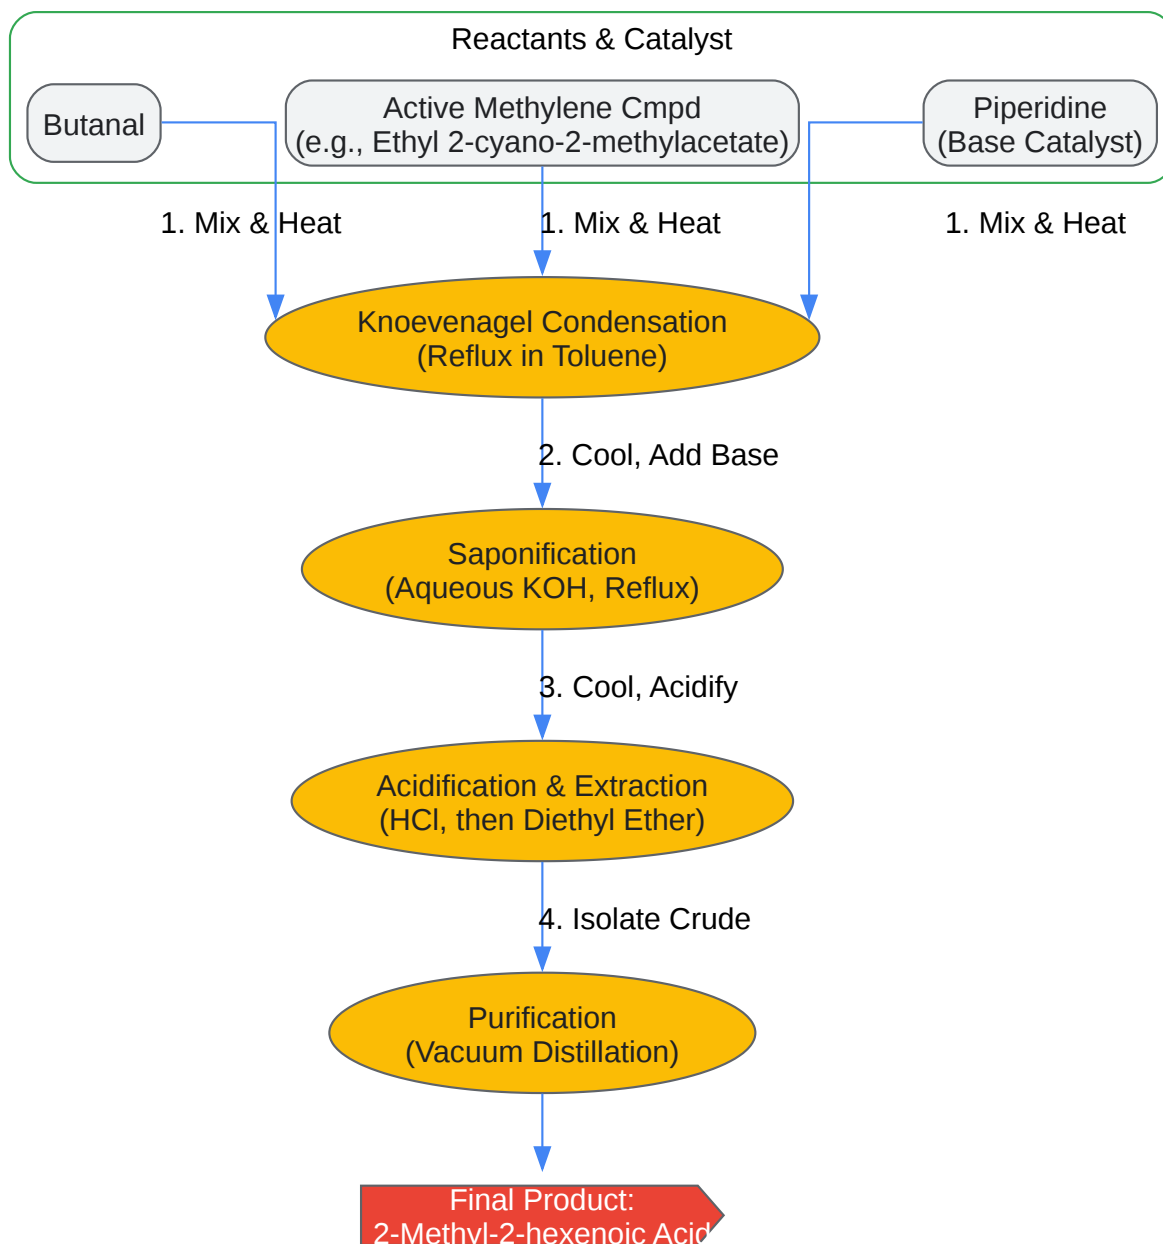 Reactants & Catalyst
Butanal
Active Methylene Cmpd
(e.g., Ethyl 2-cyano-2-methylacetate)
Piperidine
(Base Catalyst)
1. Mix & Heat
1. Mix & Heat
1. Mix & Heat
Knoevenagel Condensation
(Reflux in Toluene)
2. Cool, Add Base
Saponification
(Aqueous KOH, Reflux)
3. Cool, Acidify
Acidification & Extraction
(HCl, then Diethyl Ether)
4. Isolate Crude
Purification
(Vacuum Distillation)
Final Product:
2-Methyl-2-hexenoic Acid